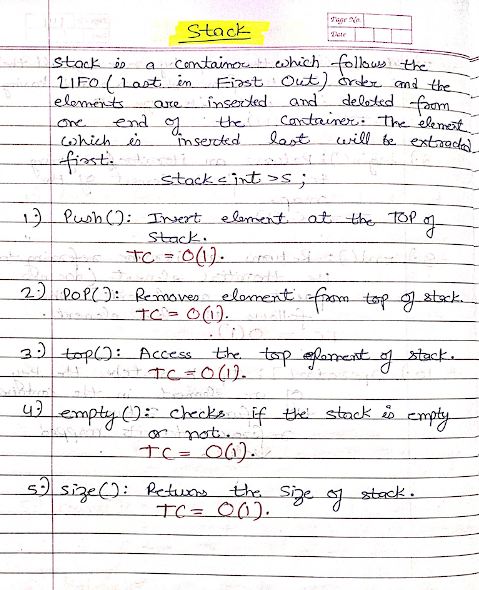 Page No.
Date
Stack
Stack is a container which follows the
LIFO (Last in First Out) order and the
elements are inserted and deleted from
one end of the container. The element
which is inserted last will be extracted
first.
stack<int>s;
1.) Push(): Insert element at the TOP of
stack.
TC = O(1).
2.) POP(): Removes element from top of stack.
TC = O(1).
3.) top(): Access the top element of stack.
TC = O(1).
4.) empty(): checks if the stack is empty
or not.
TC = O(1).
5.) size(): Returns the size of stack.
TC = O(1).